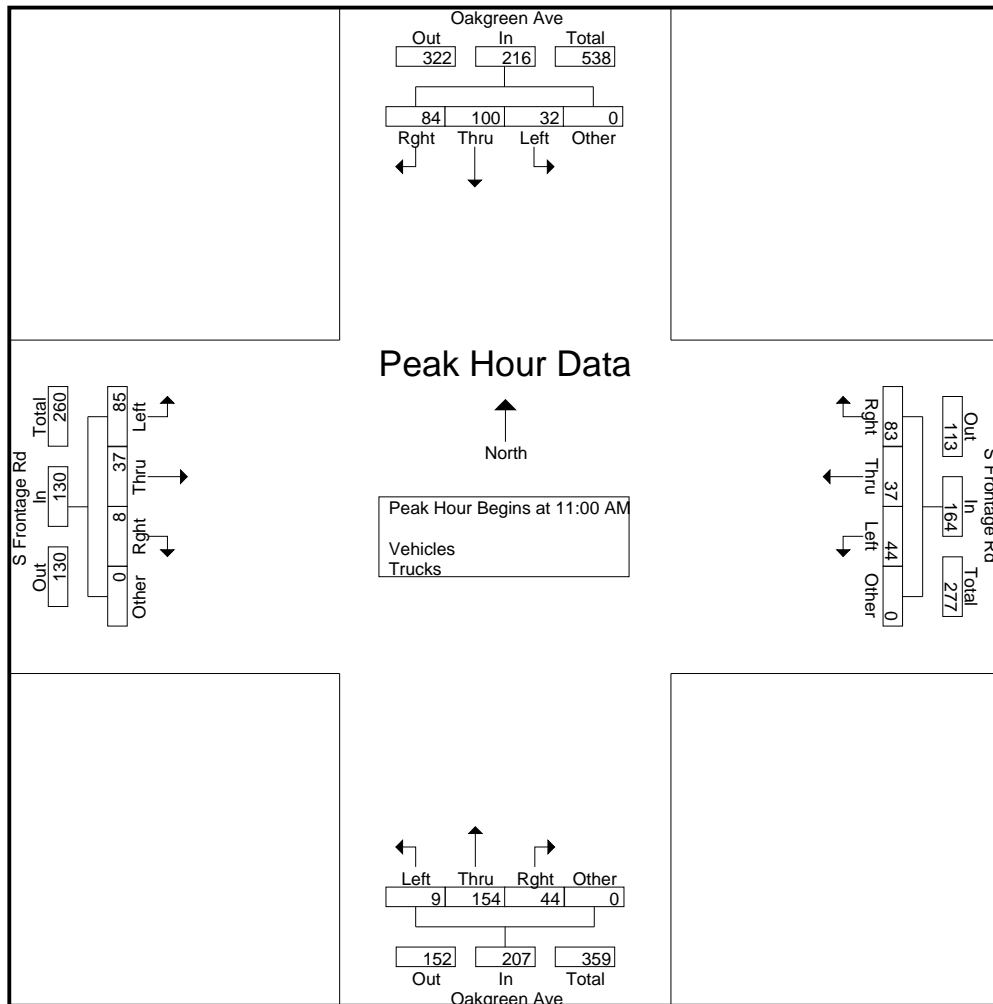 Oakgreen Ave
Out In Total
322 216 538
84 100 32 0
Rght Thru Left Other
Peak Hour Data
North
Peak Hour Begins at 11:00 AM
Vehicles
Trucks
S Frontage Rd
Out In Total
130 130 260
Left Thru Rght Other
85 37 8 0
Rght Thru Left Other
83 37 44 0
Out In Total
113 164 277
S Frontage Rd
Left Thru Rght Other
9 154 44 0
152 207 359
Out In Total
Oakgreen Ave